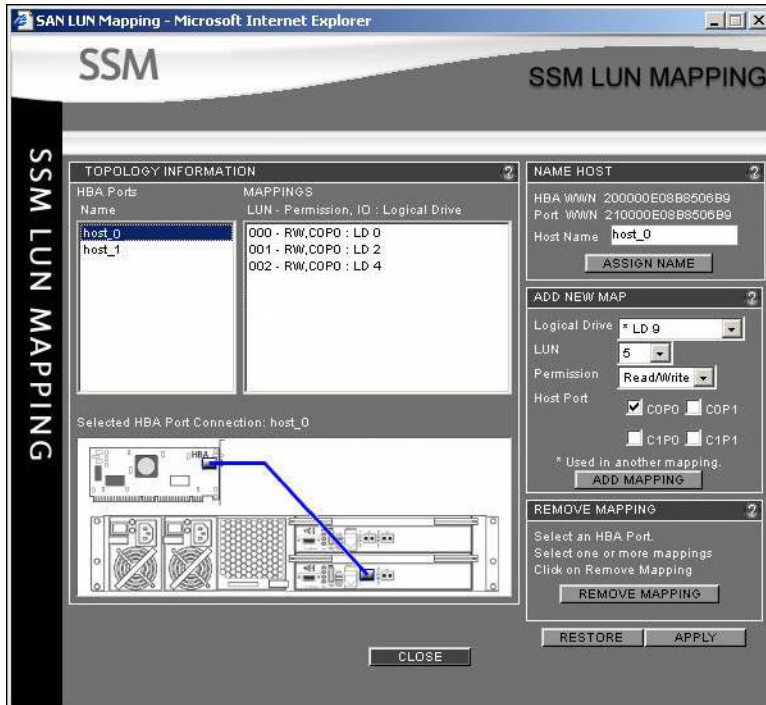 SAN LUN Mapping - Microsoft Internet Explorer
SSM
SSM LUN MAPPING
SSM LUN MAPPING
TOPOLOGY INFORMATION
HBA Ports
Name
MAPPINGS
LUN - Permission, IO : Logical Drive
host_0
host_1
000 - RW,C0P0 : LD 0
001 - RW,C0P0 : LD 2
002 - RW,C0P0 : LD 4
Selected HBA Port Connection: host_0
HBA
NAME HOST
HBA WWN 200000E08B8506B9
Port WWN 210000E08B8506B9
Host Name host_0
ASSIGN NAME
ADD NEW MAP
Logical Drive * LD 9
LUN 5
Permission Read/Write
Host Port
C0P0 C0P1
C1P0 C1P1
* Used in another mapping.
ADD MAPPING
REMOVE MAPPING
Select an HBA Port.
Select one or more mappings
Click on Remove Mapping
REMOVE MAPPING
RESTORE APPLY
CLOSE